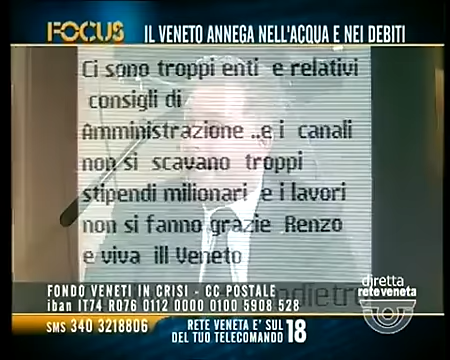 FOCUS IL VENETO ANNEGA NELL'ACQUA E NEI DEBITI
Ci sono troppi enti e relativi
consigli di
Amministrazione ..e i canali
non si scavano troppi
stipendi milionari e i lavori
non si fanno grazie Renzo
e viva ill Veneto
adietro
FONDO VENETI IN CRISI - CC POSTALE
iban IT74 R076 0112 0000 0100 5908 528
diretta
reteveneta
SMS 340 3218806
RETE VENETA E' SUL 18
DEL TUO TELECOMANDO